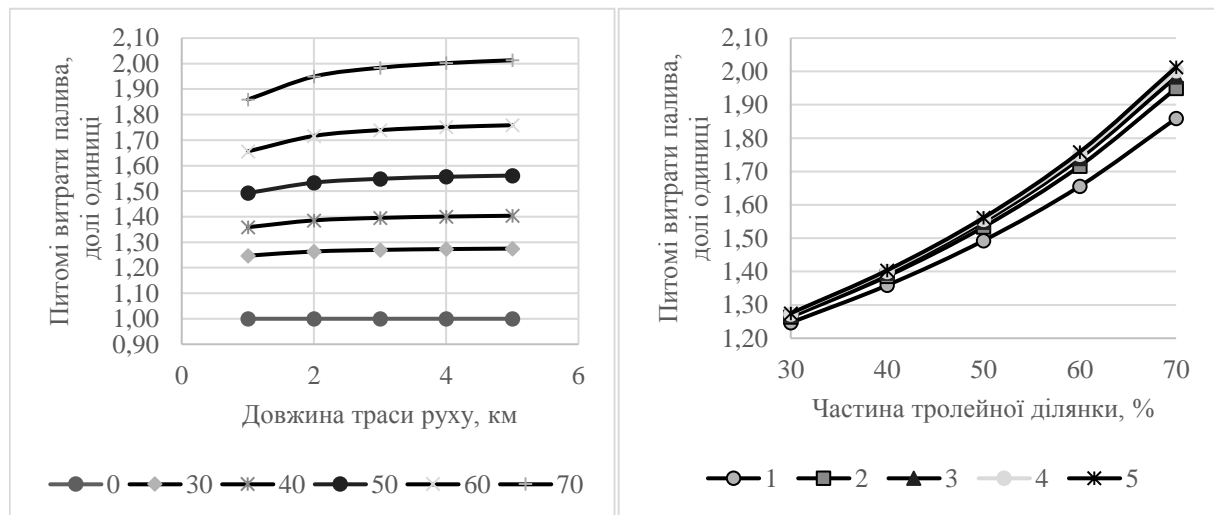 Питомі витрати палива,
долі одиниці
2,10
2,00
1,90
1,80
1,70
1,60
1,50
1,40
1,30
1,20
1,10
1,00
0,90
0 2 4 6
Довжина траси руху, км
0 30 40 50 60 70
Питомі витрати палива,
долі одиниці
2,10
2,00
1,90
1,80
1,70
1,60
1,50
1,40
1,30
1,20
30 40 50 60 70
Частина тролейної ділянки, %
1 2 3 4 5